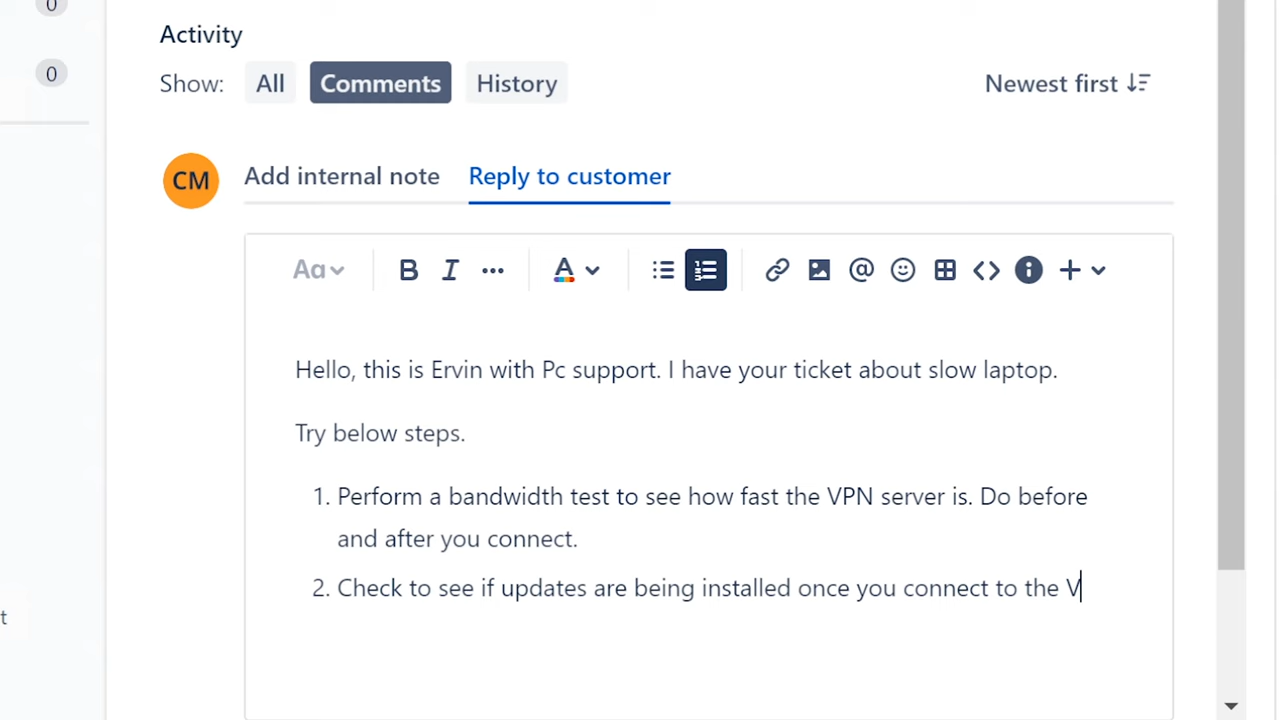 0
Activity
0
Show: All Comments History Newest first
CM Add internal note Reply to customer
Aa B I ... A @ + 
Hello, this is Ervin with Pc support. I have your ticket about slow laptop.
Try below steps.
1. Perform a bandwidth test to see how fast the VPN server is. Do before
and after you connect.
2. Check to see if updates are being installed once you connect to the V
t